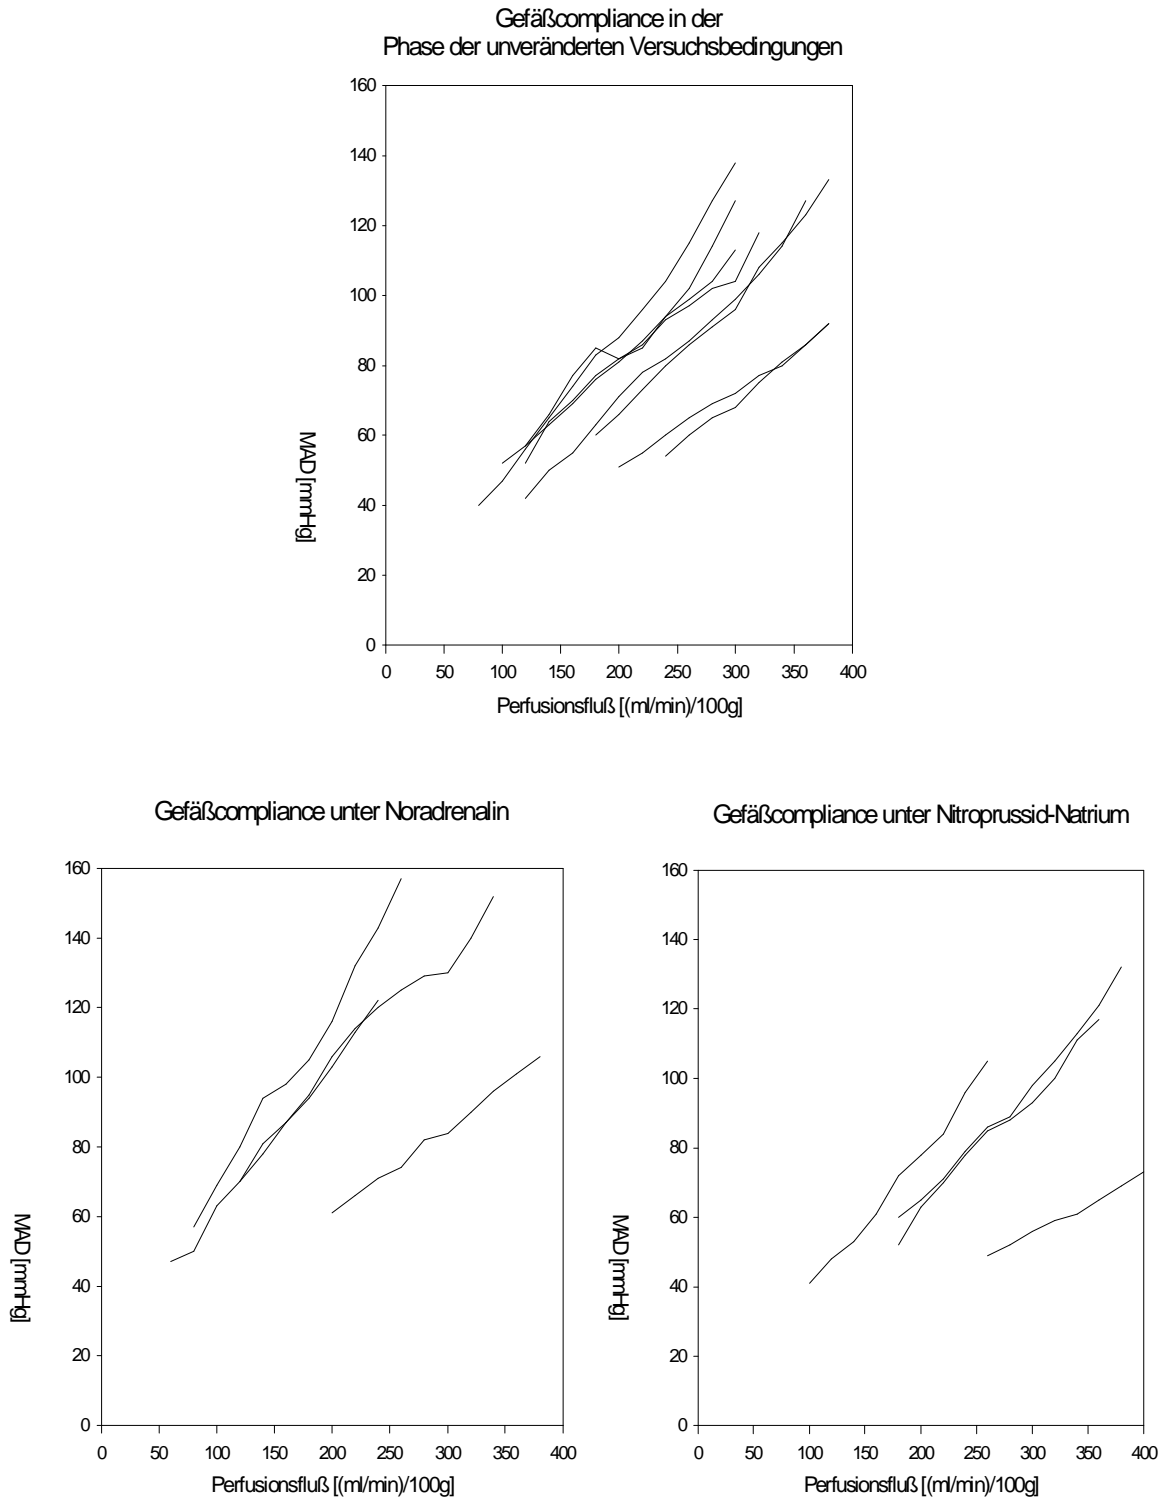 Gefäßcompliance in der
Phase der unveränderten Versuchsbedingungen
160
140
120
100
80
60
40
20
0
MAD [mmHg]
0 50 100 150 200 250 300 350 400
Perfusionsfluß [(ml/min)/100g]
Gefäßcompliance unter Noradrenalin
160
140
120
100
80
60
40
20
0
MAD [mmHg]
0 50 100 150 200 250 300 350 400
Perfusionsfluß [(ml/min)/100g]
Gefäßcompliance unter Nitroprussid-Natrium
160
140
120
100
80
60
40
20
0
MAD [mmHg]
0 50 100 150 200 250 300 350 400
Perfusionsfluß [(ml/min)/100g]